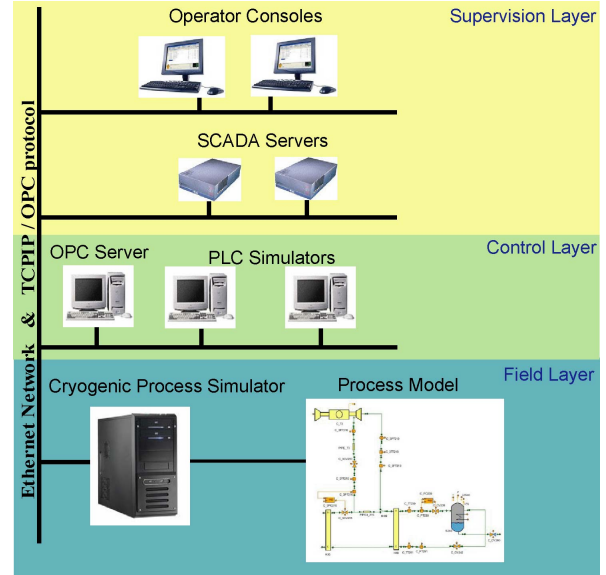 Operator Consoles
Supervision Layer
SCADA Servers
Ethernet Network & TCPIP / OPC protocol
OPC Server
PLC Simulators
Control Layer
Field Layer
Cryogenic Process Simulator
Process Model